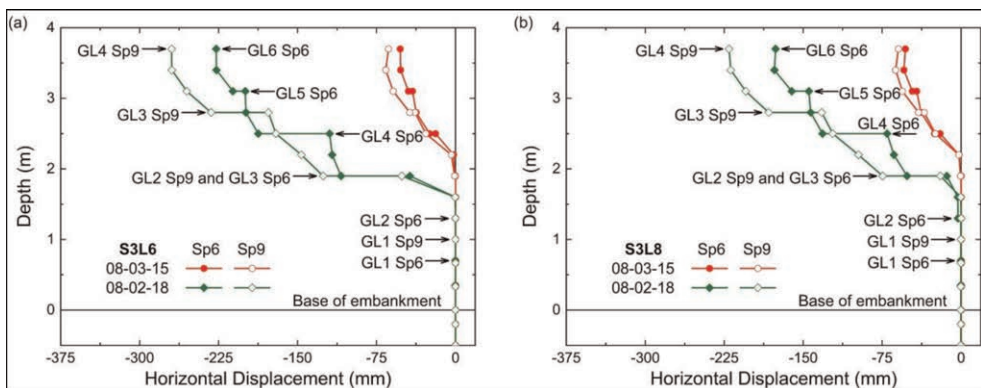 (a)
4
3
2
1
0
Depth (m)
GL4 Sp9
GL6 Sp6
GL5 Sp6
GL3 Sp9
GL4 Sp6
GL2 Sp9 and GL3 Sp6
GL2 Sp6
GL1 Sp9
GL1 Sp6
S3L6 Sp6 Sp9
08-03-15
08-02-18
Base of embankment
-375 -300 -225 -150 -75 0
Horizontal Displacement (mm)
(b)
4
3
2
1
0
Depth (m)
GL4 Sp9
GL6 Sp6
GL5 Sp6
GL3 Sp9
GL4 Sp6
GL2 Sp9 and GL3 Sp6
GL2 Sp6
GL1 Sp9
GL1 Sp6
S3L8 Sp6 Sp9
08-03-15
08-02-18
Base of embankment
-375 -300 -225 -150 -75 0
Horizontal Displacement (mm)